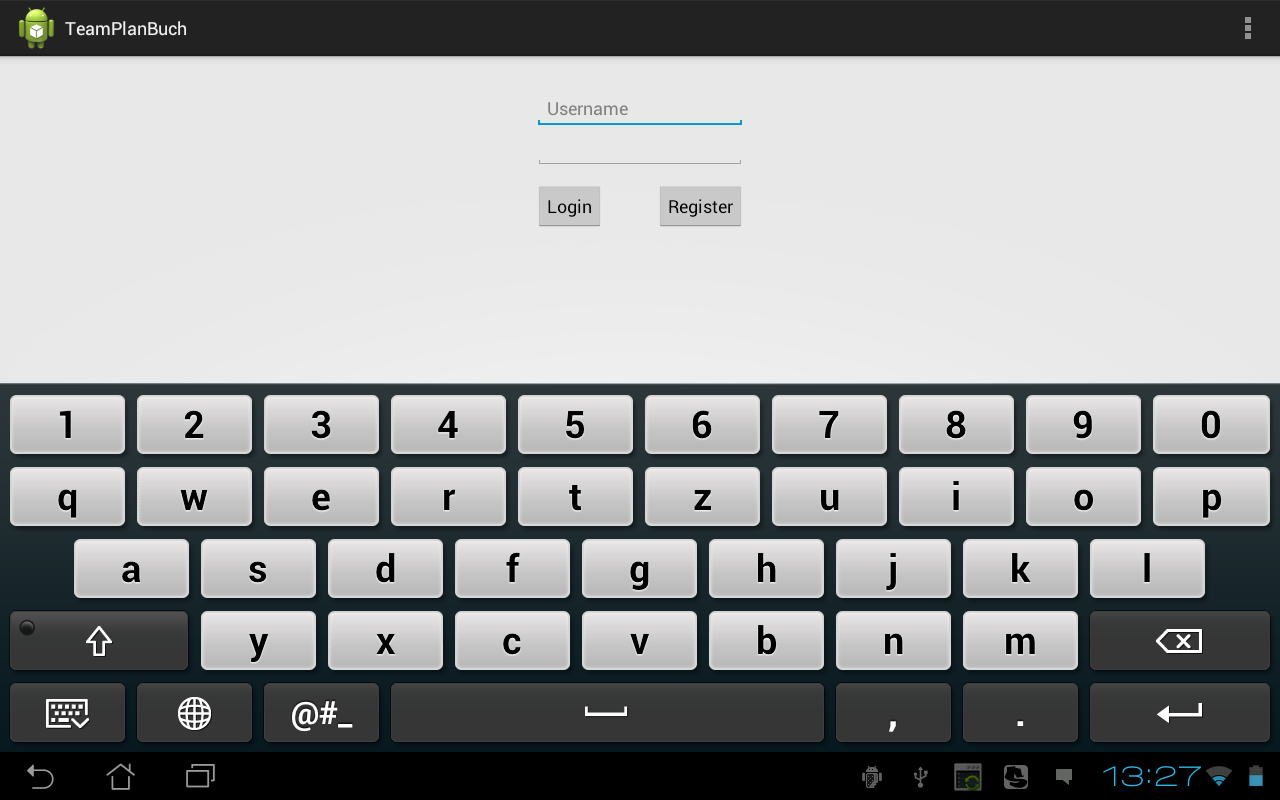 TeamPlanBuch
Username
Login Register
1 2 3 4 5 6 7 8 9 0
q w e r t z u i o p
a s d f g h j k l
y x c v b n m
@#_ , .
13:27